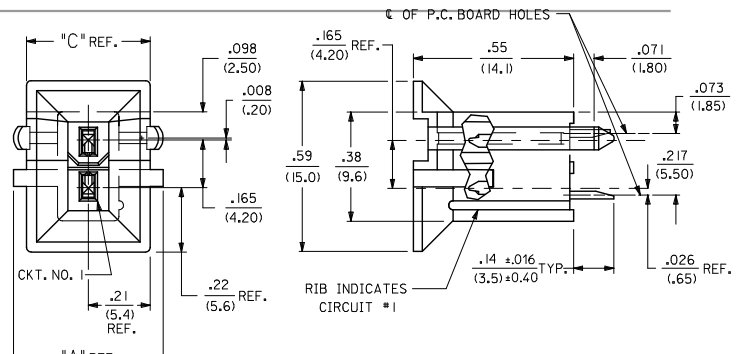 ℄ OF P.C. BOARD HOLES
"C" REF.
.098
(2.50)
.008
(.20)
.165
(4.20)
REF.
.55
(14.1)
.071
(1.80)
.073
(1.85)
.59
(15.0)
.38
(9.6)
.217
(5.50)
.165
(4.20)
CKT. NO. 1
.21
(5.4)
REF.
.22
(5.6)
REF.
RIB INDICATES
CIRCUIT #1
.14 ±.016
(3.5) ±0.40
TYP.
.026
(.65)
REF.